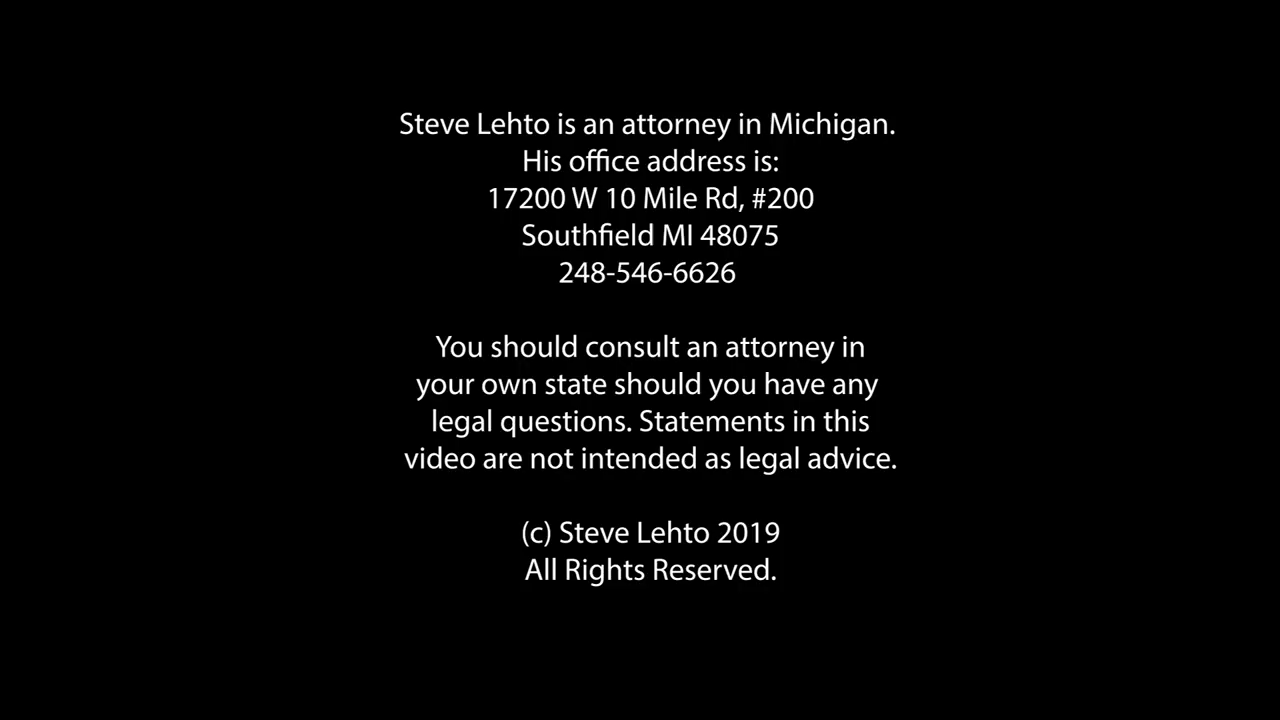 Steve Lehto is an attorney in Michigan.
His office address is:
17200 W 10 Mile Rd, #200
Southfield MI 48075
248-546-6626
You should consult an attorney in
your own state should you have any
legal questions. Statements in this
video are not intended as legal advice.
(c) Steve Lehto 2019
All Rights Reserved.